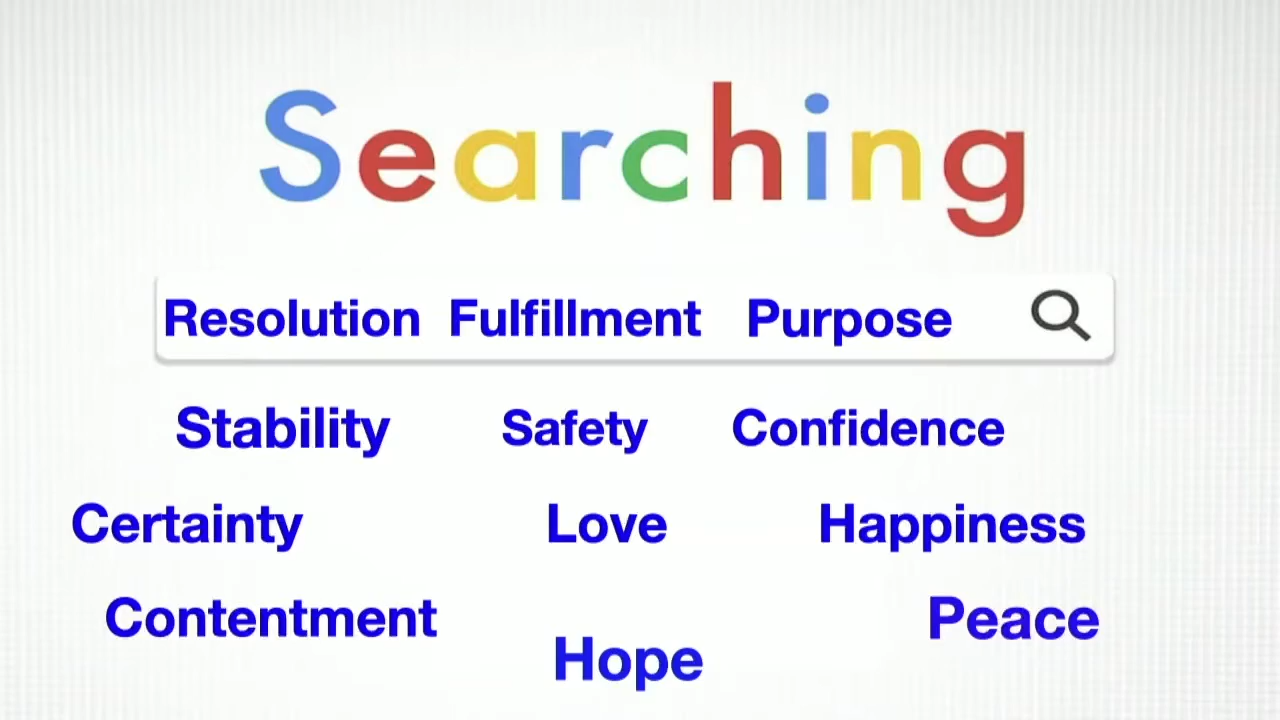 Searching
Resolution Fulfillment Purpose
Stability Safety Confidence
Certainty Love Happiness
Contentment Peace
Hope